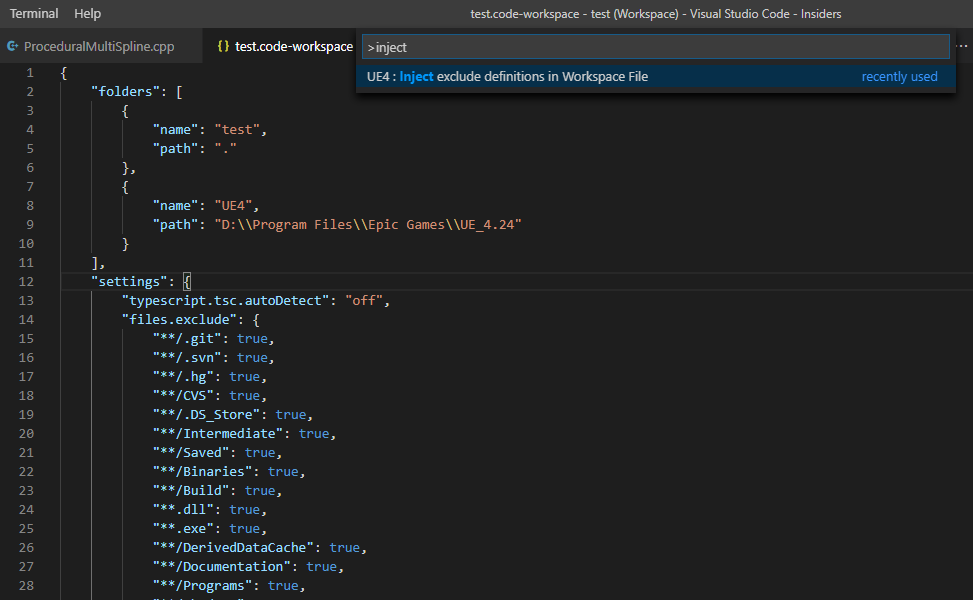 Terminal Help test.code-workspace - test (Workspace) - Visual Studio Code - Insiders
ProceduralMultiSpline.cpp {} test.code-workspace >inject ...
UE4 : Inject exclude definitions in Workspace File recently used
1 {
2 "folders": [
3 {
4 "name": "test",
5 "path": "."
6 },
7 {
8 "name": "UE4",
9 "path": "D:\\Program Files\\Epic Games\\UE_4.24"
10 }
11 ],
12 "settings": {
13 "typescript.tsc.autoDetect": "off",
14 "files.exclude": {
15 "**/.git": true,
16 "**/.svn": true,
17 "**/.hg": true,
18 "**/CVS": true,
19 "**/.DS_Store": true,
20 "**/Intermediate": true,
21 "**/Saved": true,
22 "**/Binaries": true,
23 "**/Build": true,
24 "**.dll": true,
25 "**.exe": true,
26 "**/DerivedDataCache": true,
27 "**/Documentation": true,
28 "**/Programs": true,